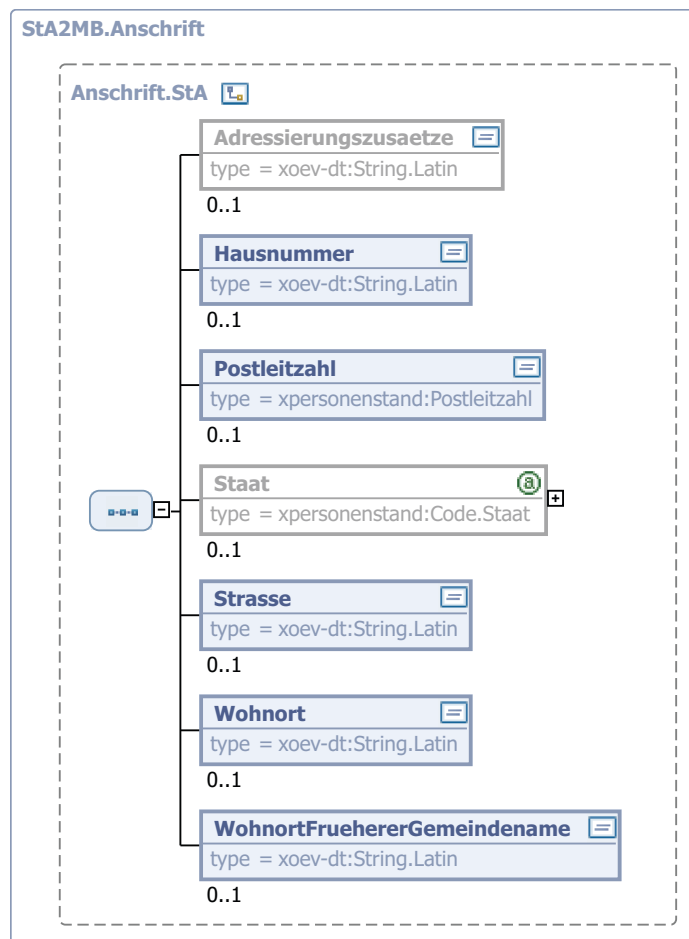 StA2MB.Anschrift
Anschrift.StA
Adressierungszusaetze
type = xoev-dt:String.Latin
0..1
Hausnummer
type = xoev-dt:String.Latin
0..1
Postleitzahl
type = xpersonenstand:Postleitzahl
0..1
Staat
type = xpersonenstand:Code.Staat
0..1
Strasse
type = xoev-dt:String.Latin
0..1
Wohnort
type = xoev-dt:String.Latin
0..1
WohnortFruehererGemeindename
type = xoev-dt:String.Latin
0..1